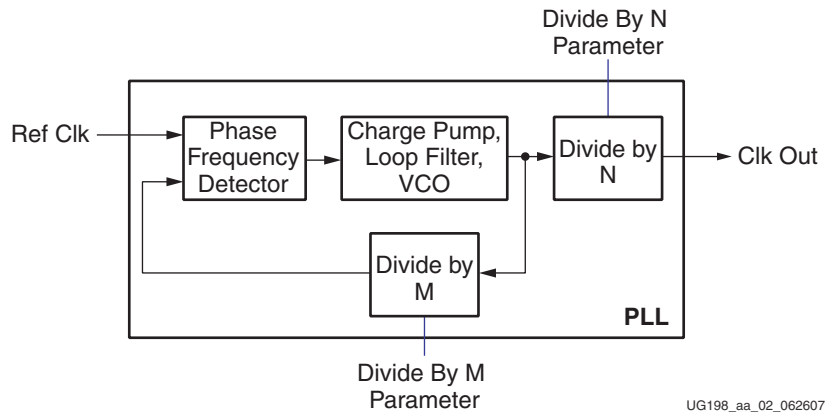 Divide By N
Parameter
Ref Clk
Phase
Frequency
Detector
Charge Pump,
Loop Filter,
VCO
Divide by
N
Clk Out
Divide by
M
PLL
Divide By M
Parameter
UG198_aa_02_062607